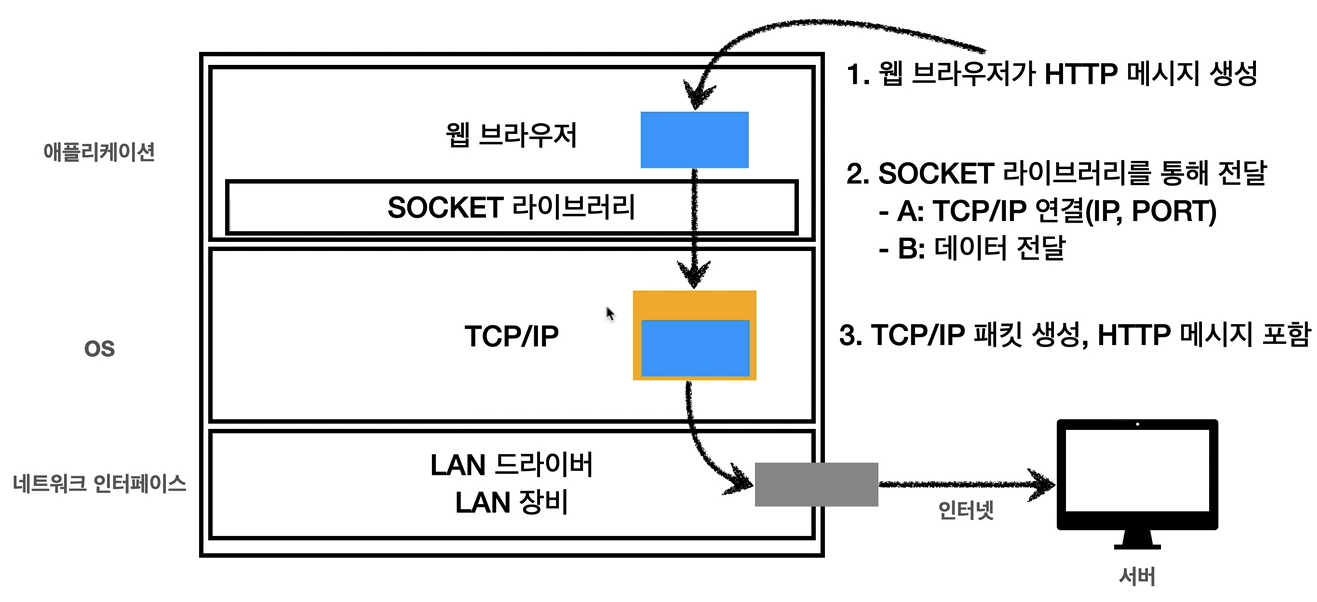 1. 웹 브라우저가 HTTP 메시지 생성
애플리케이션
웹 브라우저
SOCKET 라이브러리
2. SOCKET 라이브러리를 통해 전달
- A: TCP/IP 연결(IP, PORT)
- B: 데이터 전달
OS
TCP/IP
3. TCP/IP 패킷 생성, HTTP 메시지 포함
네트워크 인터페이스
LAN 드라이버
LAN 장비
인터넷
서버